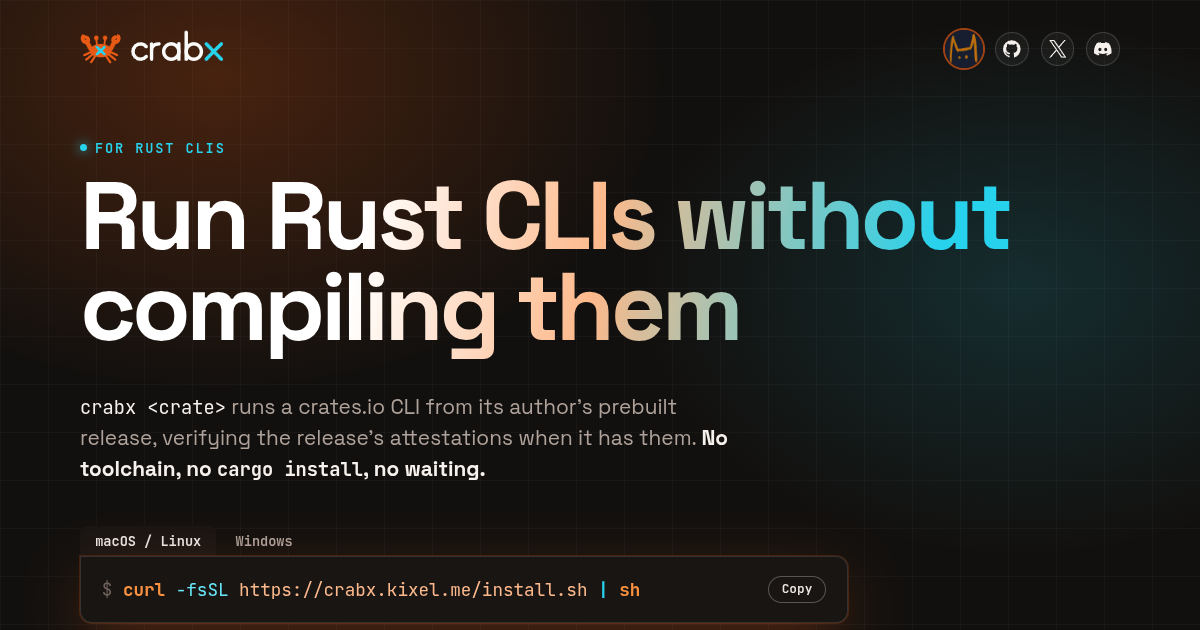 crabx
FOR RUST CLIS
Run Rust CLIs without
compiling them
crabx <crate> runs a crates.io CLI from its author's prebuilt
release, verifying the release's attestations when it has them. No
toolchain, no cargo install, no waiting.
macOS / Linux Windows
$ curl -fsSL https://crabx.kixel.me/install.sh | sh Copy